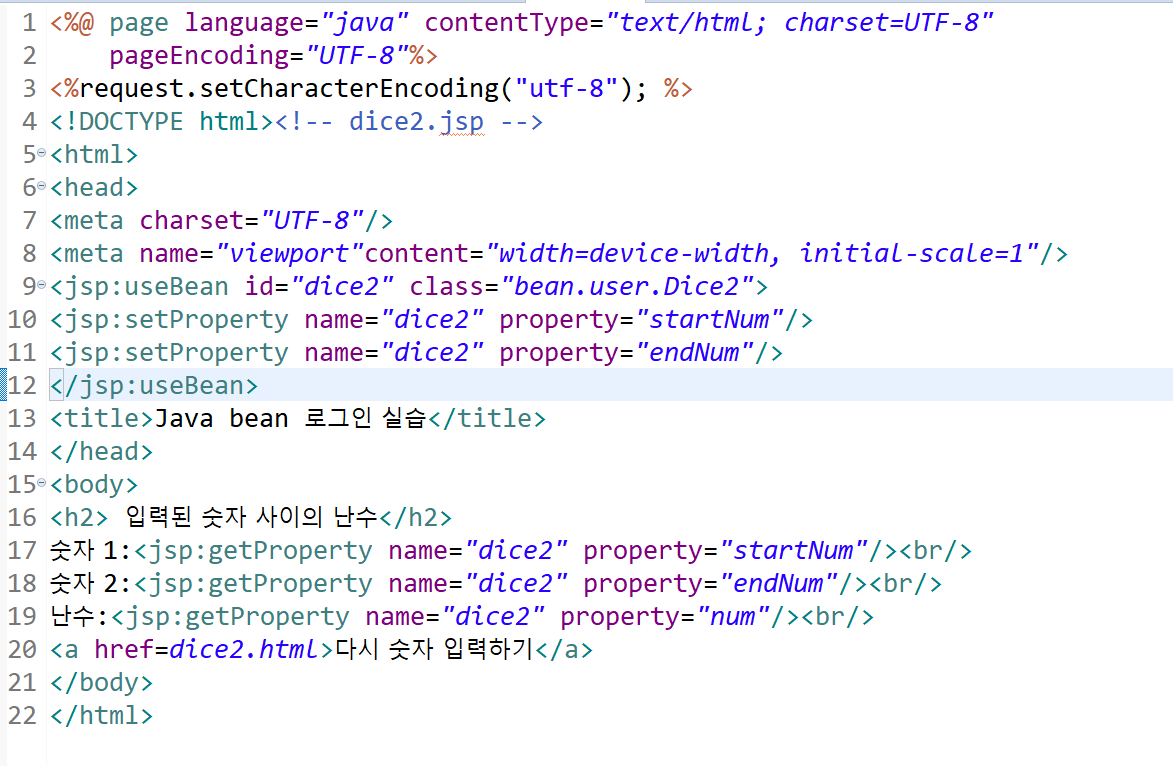 1 <%@ page language="java" contentType="text/html; charset=UTF-8"
2     pageEncoding="UTF-8"%>
3 <%request.setCharacterEncoding("utf-8"); %>
4 <!DOCTYPE html><!-- dice2.jsp -->
5 <html>
6 <head>
7 <meta charset="UTF-8"/>
8 <meta name="viewport"content="width=device-width, initial-scale=1"/>
9 <jsp:useBean id="dice2" class="bean.user.Dice2">
10 <jsp:setProperty name="dice2" property="startNum"/>
11 <jsp:setProperty name="dice2" property="endNum"/>
12 </jsp:useBean>
13 <title>Java bean 로그인 실습</title>
14 </head>
15 <body>
16 <h2> 입력된 숫자 사이의 난수</h2>
17 숫자 1:<jsp:getProperty name="dice2" property="startNum"/><br/>
18 숫자 2:<jsp:getProperty name="dice2" property="endNum"/><br/>
19 난수:<jsp:getProperty name="dice2" property="num"/><br/>
20 <a href=dice2.html>다시 숫자 입력하기</a>
21 </body>
22 </html>